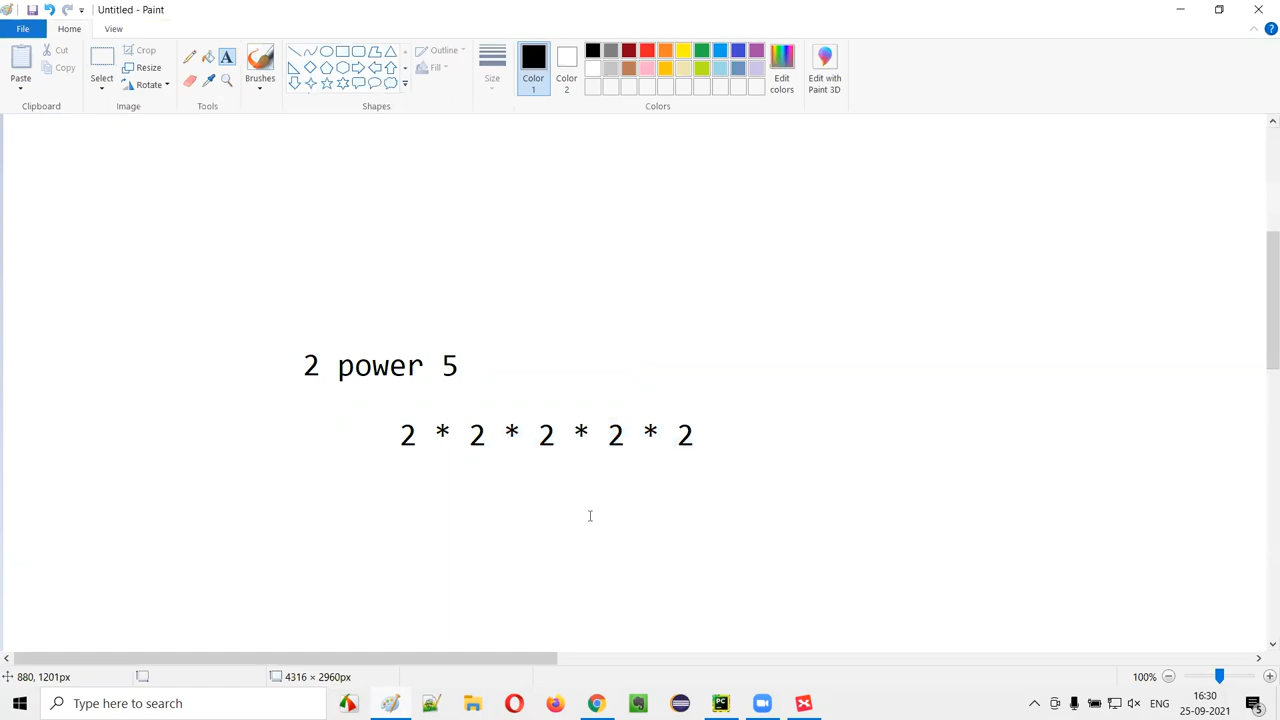 Untitled - Paint
File
Home
View
Paste
Cut
Copy
Clipboard
Select
Crop
Resize
Rotate
Image
Tools
Brushes
Outline
Fill
Shapes
Size
Color 1
Color 2
Edit colors
Colors
Edit with Paint 3D
2 power 5
2 * 2 * 2 * 2 * 2
880, 1201px
4316 × 2960px
100%
Type here to search
PC
ENG
16:30
25-09-2021
5